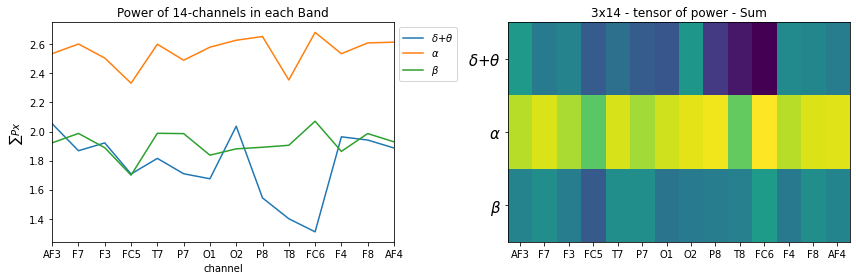 Power of 14-channels in each Band
∑Px
2.6
2.4
2.2
2.0
1.8
1.6
1.4
AF3 F7 F3 FC5 T7 P7 O1 O2 P8 T8 FC6 F4 F8 AF4
channel
δ+θ
α
β
3x14 - tensor of power - Sum
δ+θ
α
β
AF3 F7 F3 FC5 T7 P7 O1 O2 P8 T8 FC6 F4 F8 AF4